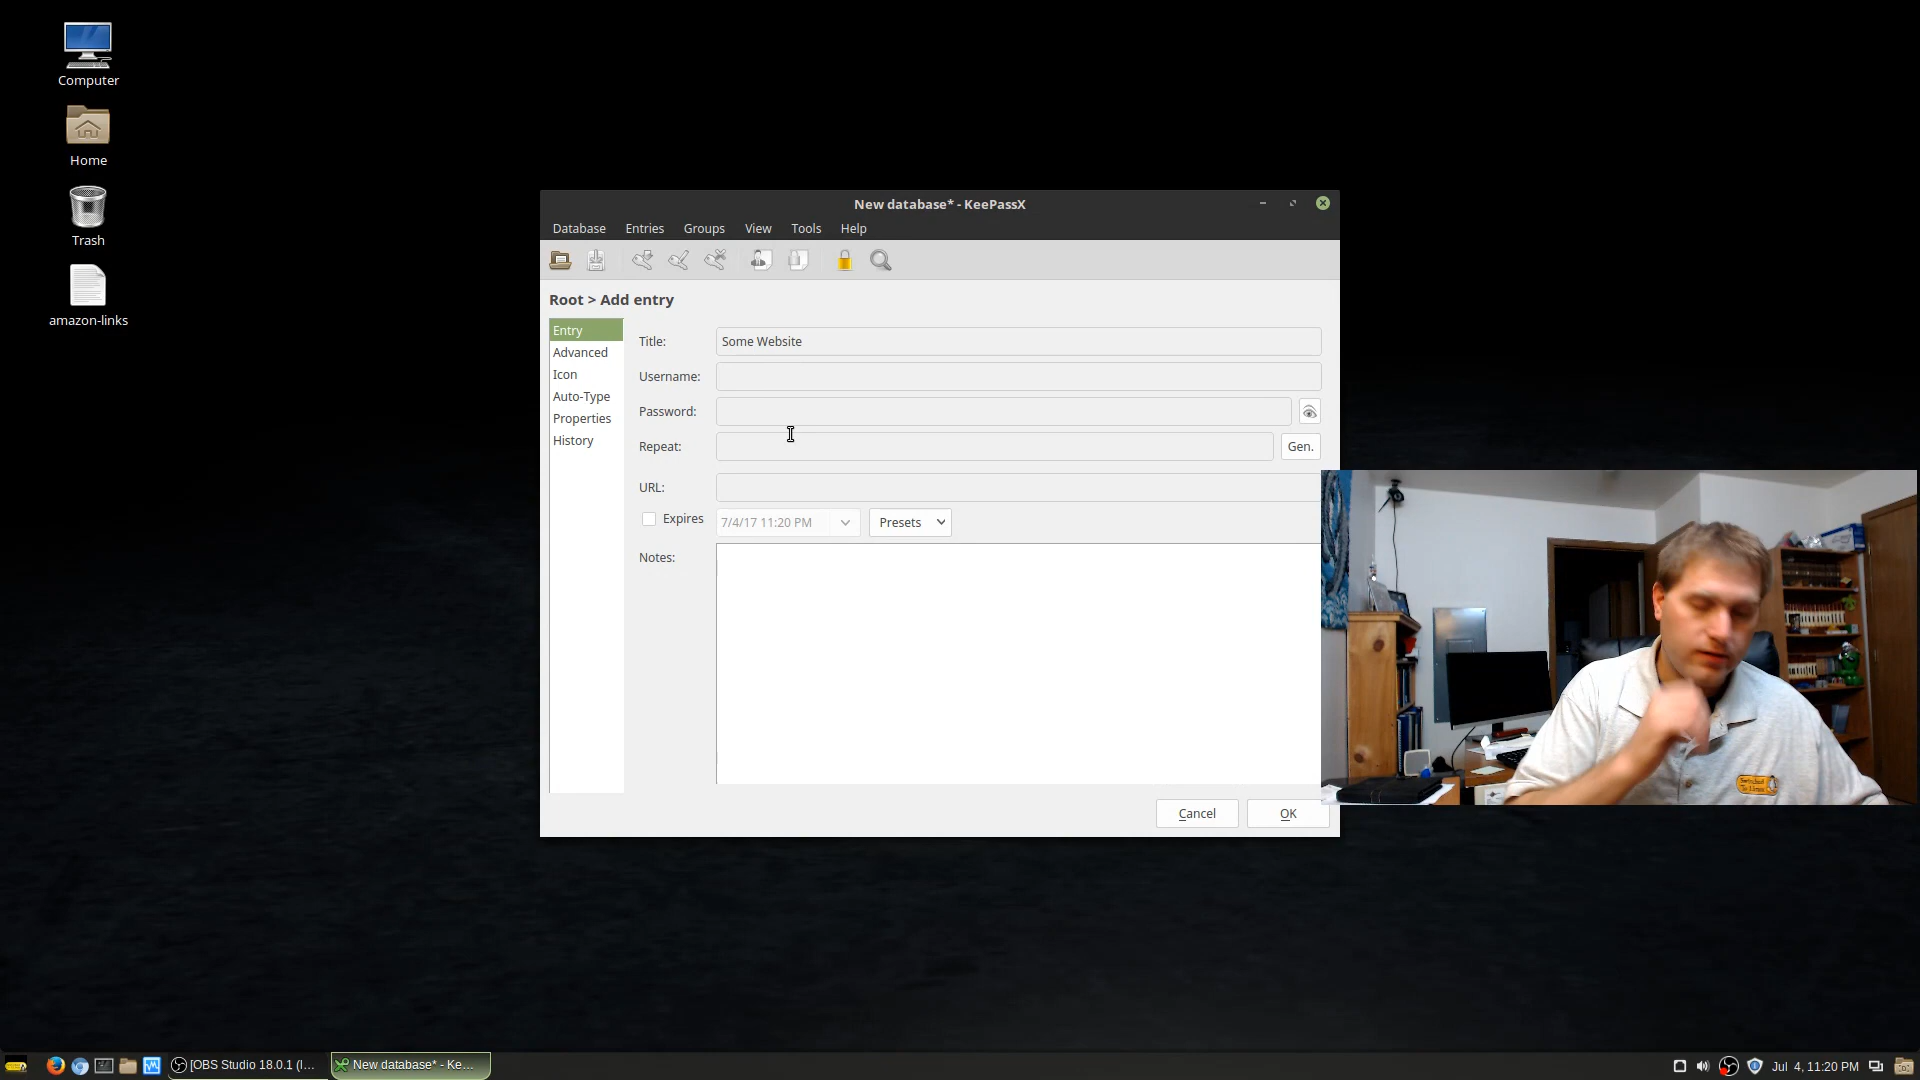 Computer
Home
Trash
amazon-links
New database* - KeePassX
Database Entries Groups View Tools Help
Root > Add entry
Entry
Advanced
Icon
Auto-Type
Properties
History
Title: Some Website
Username:
Password:
Repeat: Gen.
URL:
Expires 7/4/17 11:20 PM Presets
Notes:
Cancel OK
[OBS Studio 18.0.1 (l... New database* - Ke... Jul 4, 11:20 PM